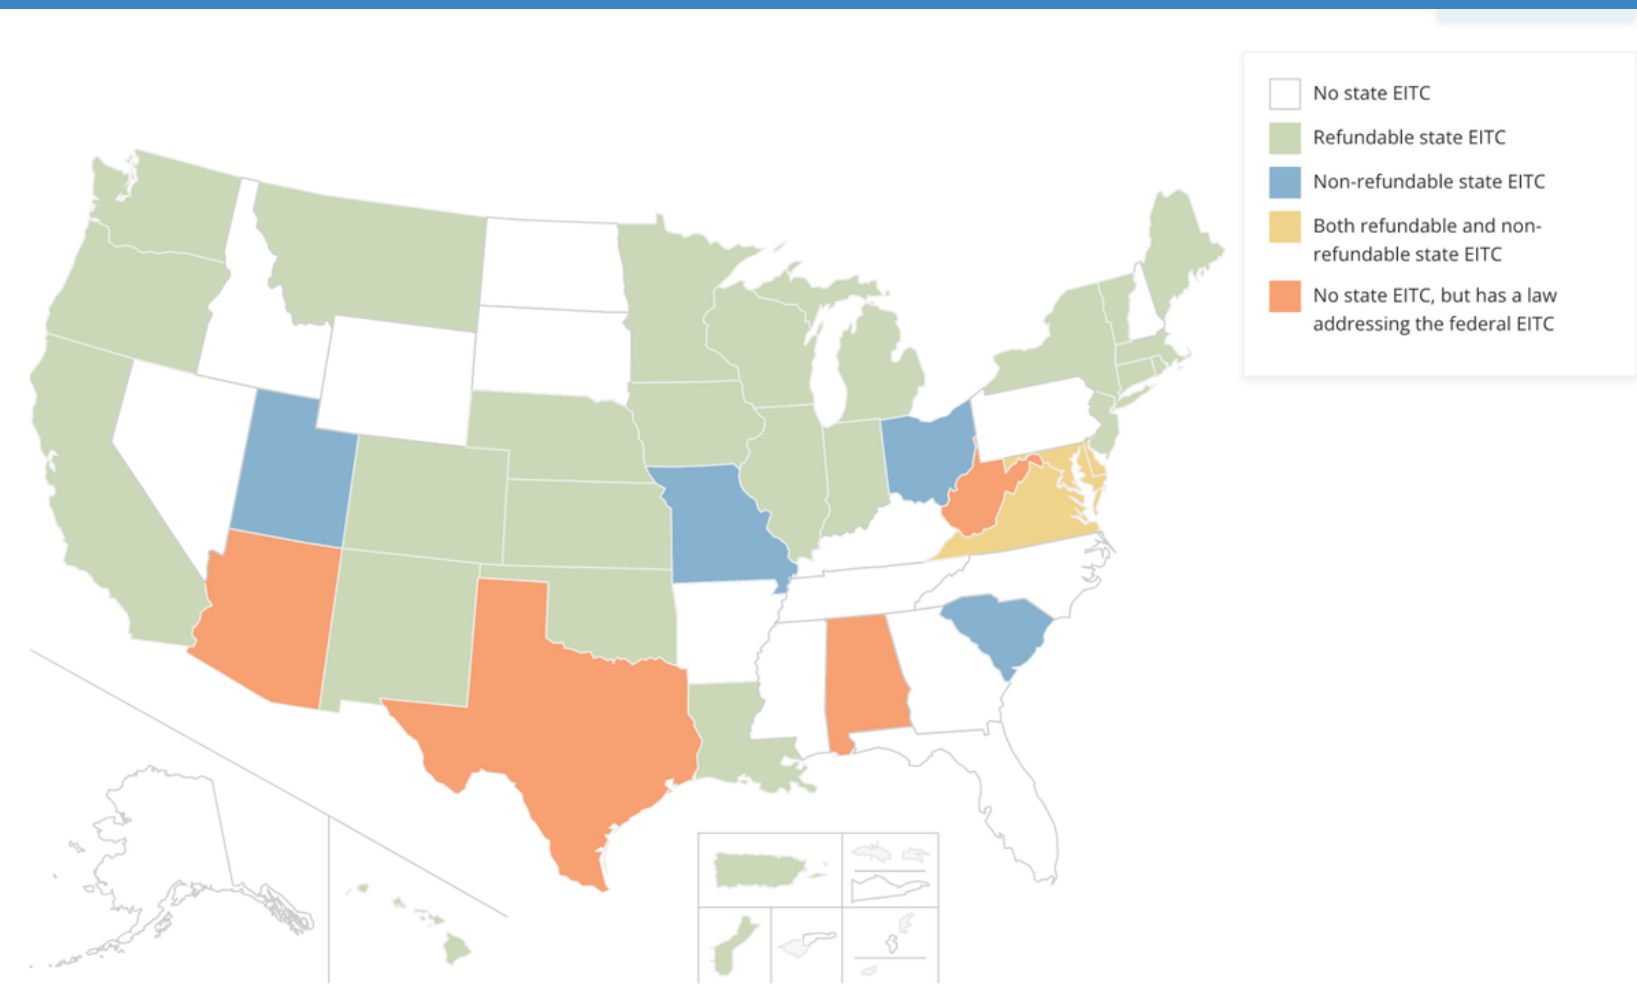 No state EITC
Refundable state EITC
Non-refundable state EITC
Both refundable and non-
refundable state EITC
No state EITC, but has a law
addressing the federal EITC